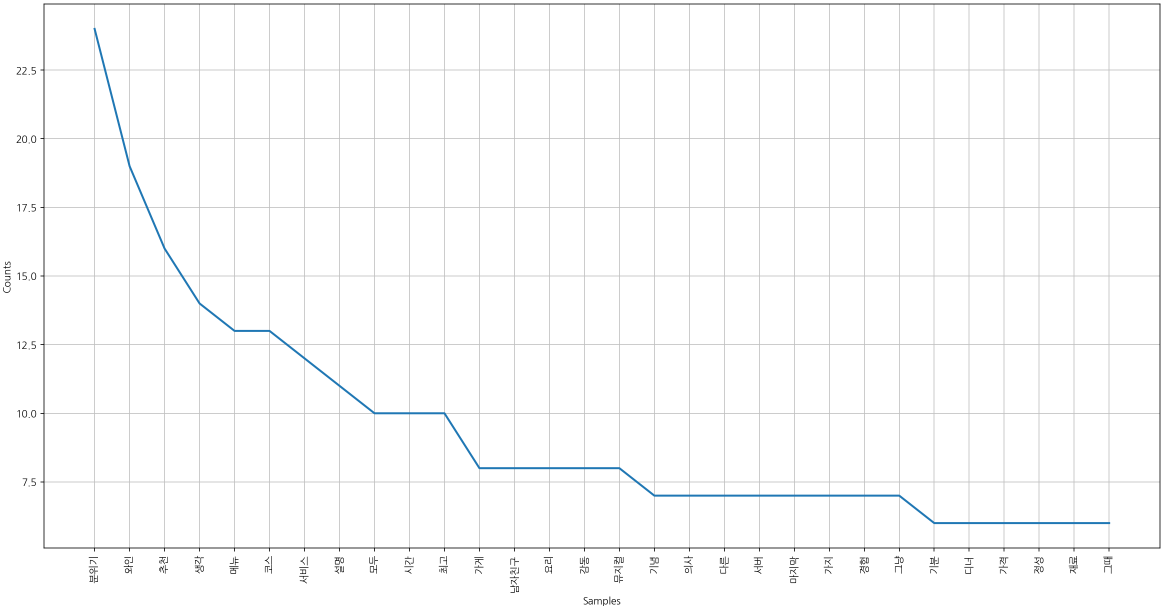 22.5
20.0
17.5
15.0
12.5
10.0
7.5
Counts
분위기
와인
추천
생각
메뉴
코스
서비스
설명
모두
시간
최고
가게
남자친구
요리
감동
뮤지컬
기념
의사
다른
서버
마지막
가지
경험
그냥
기분
디너
가격
정성
재료
그때
Samples